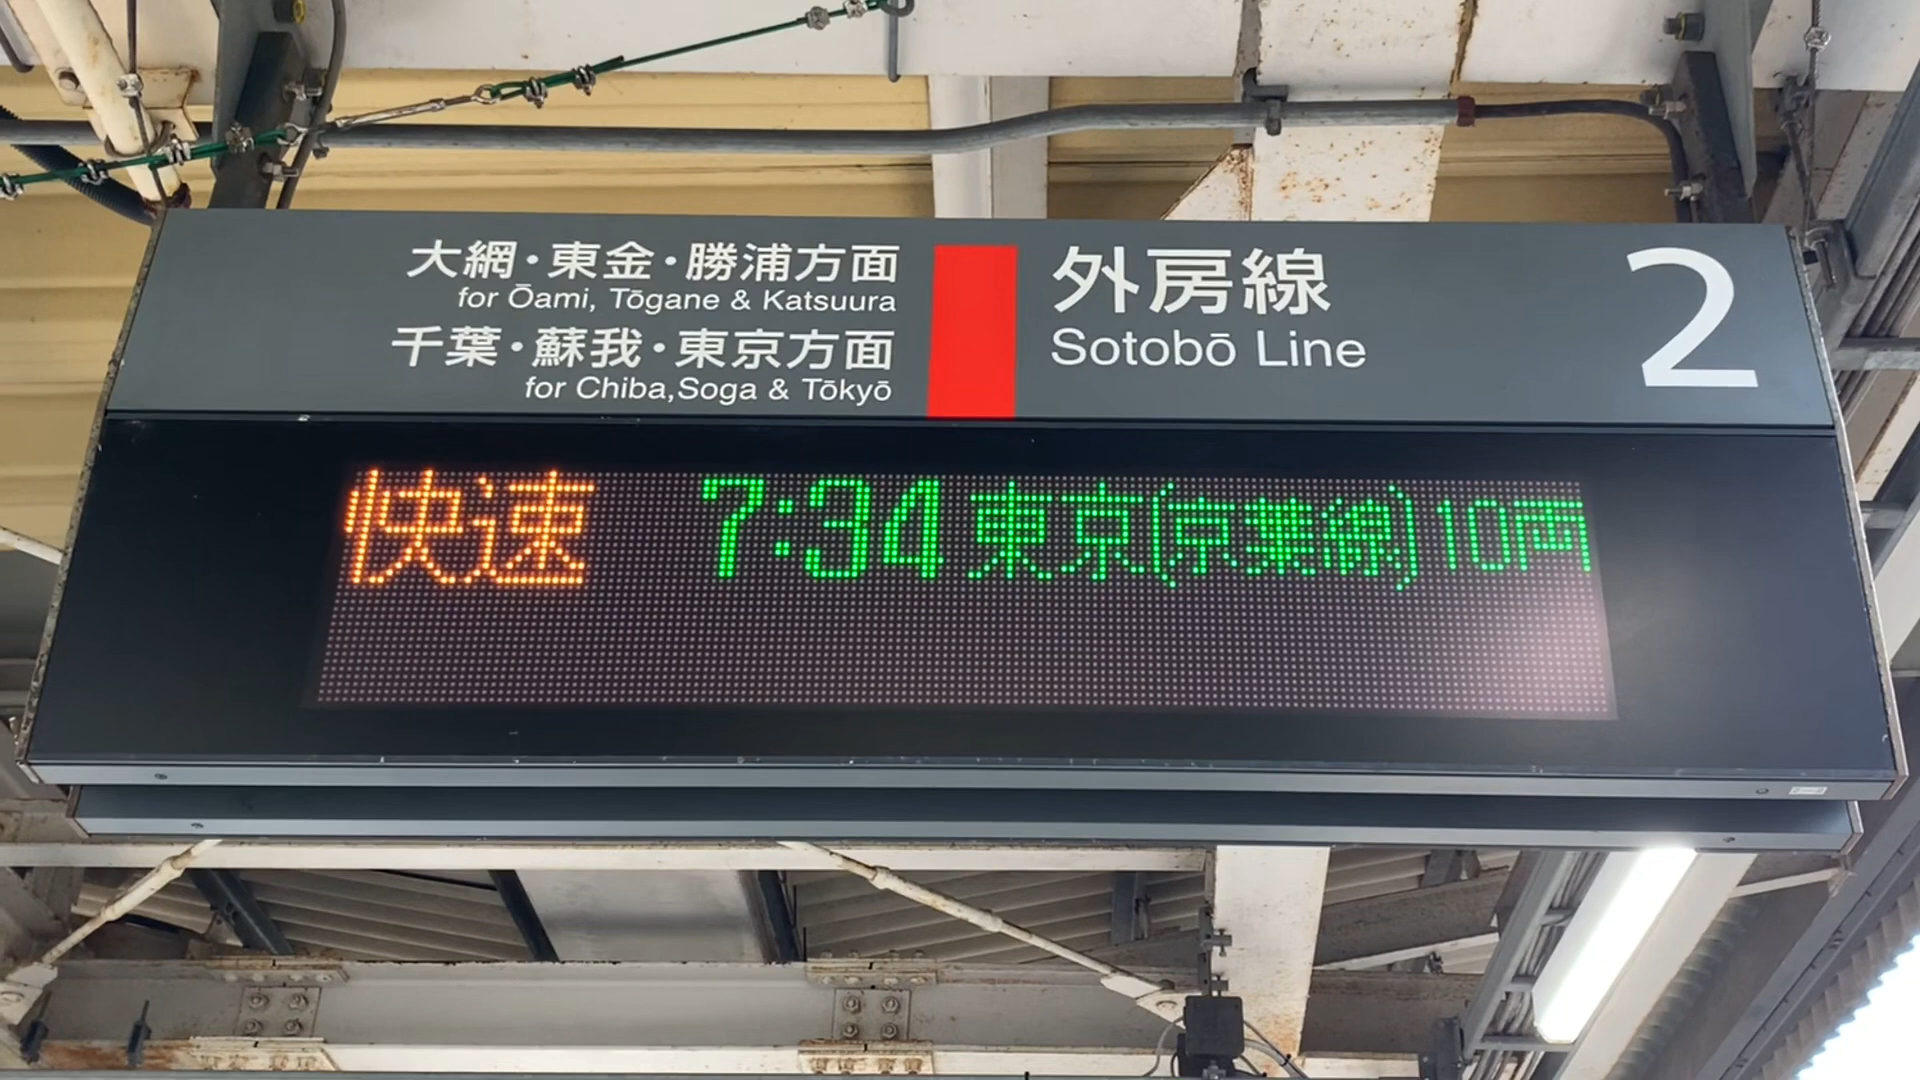 大網・東金・勝浦方面
for Ōami, Tōgane & Katsuura
千葉・蘇我・東京方面
for Chiba,Soga & Tōkyō
外房線
Sotobō Line
2
快速 7:34 東京(京葉線) 10両